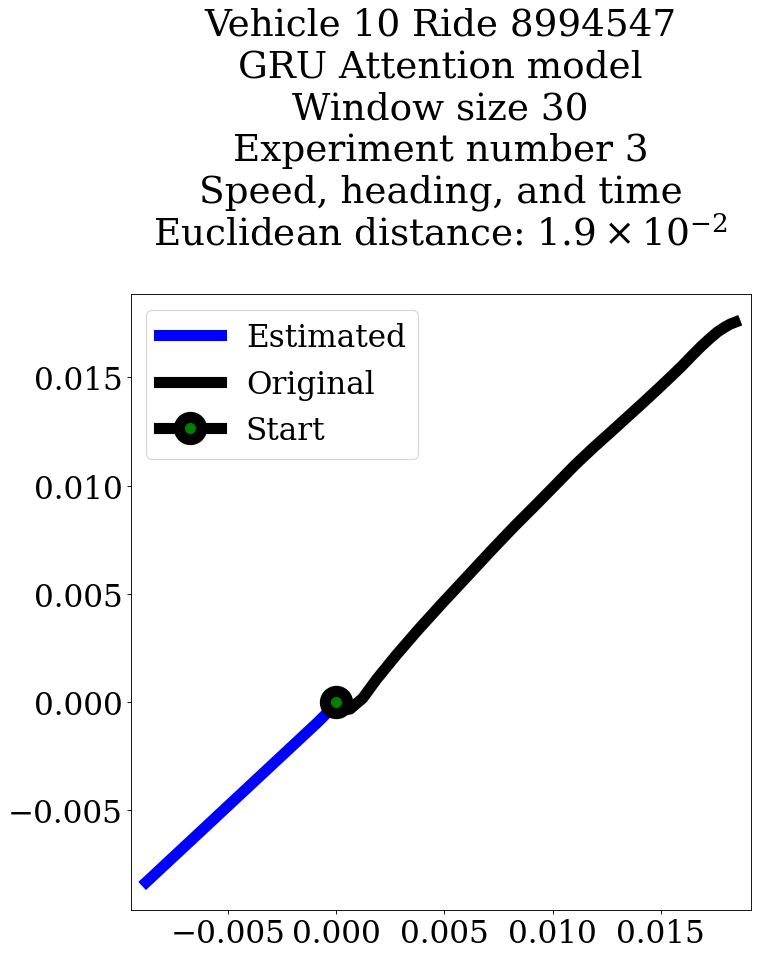 Vehicle 10 Ride 8994547
GRU Attention model
Window size 30
Experiment number 3
Speed, heading, and time
Euclidean distance: 1.9 × 10⁻²
Estimated
Original
Start
0.015
0.010
0.005
0.000
−0.005
−0.005 0.000 0.005 0.010 0.015